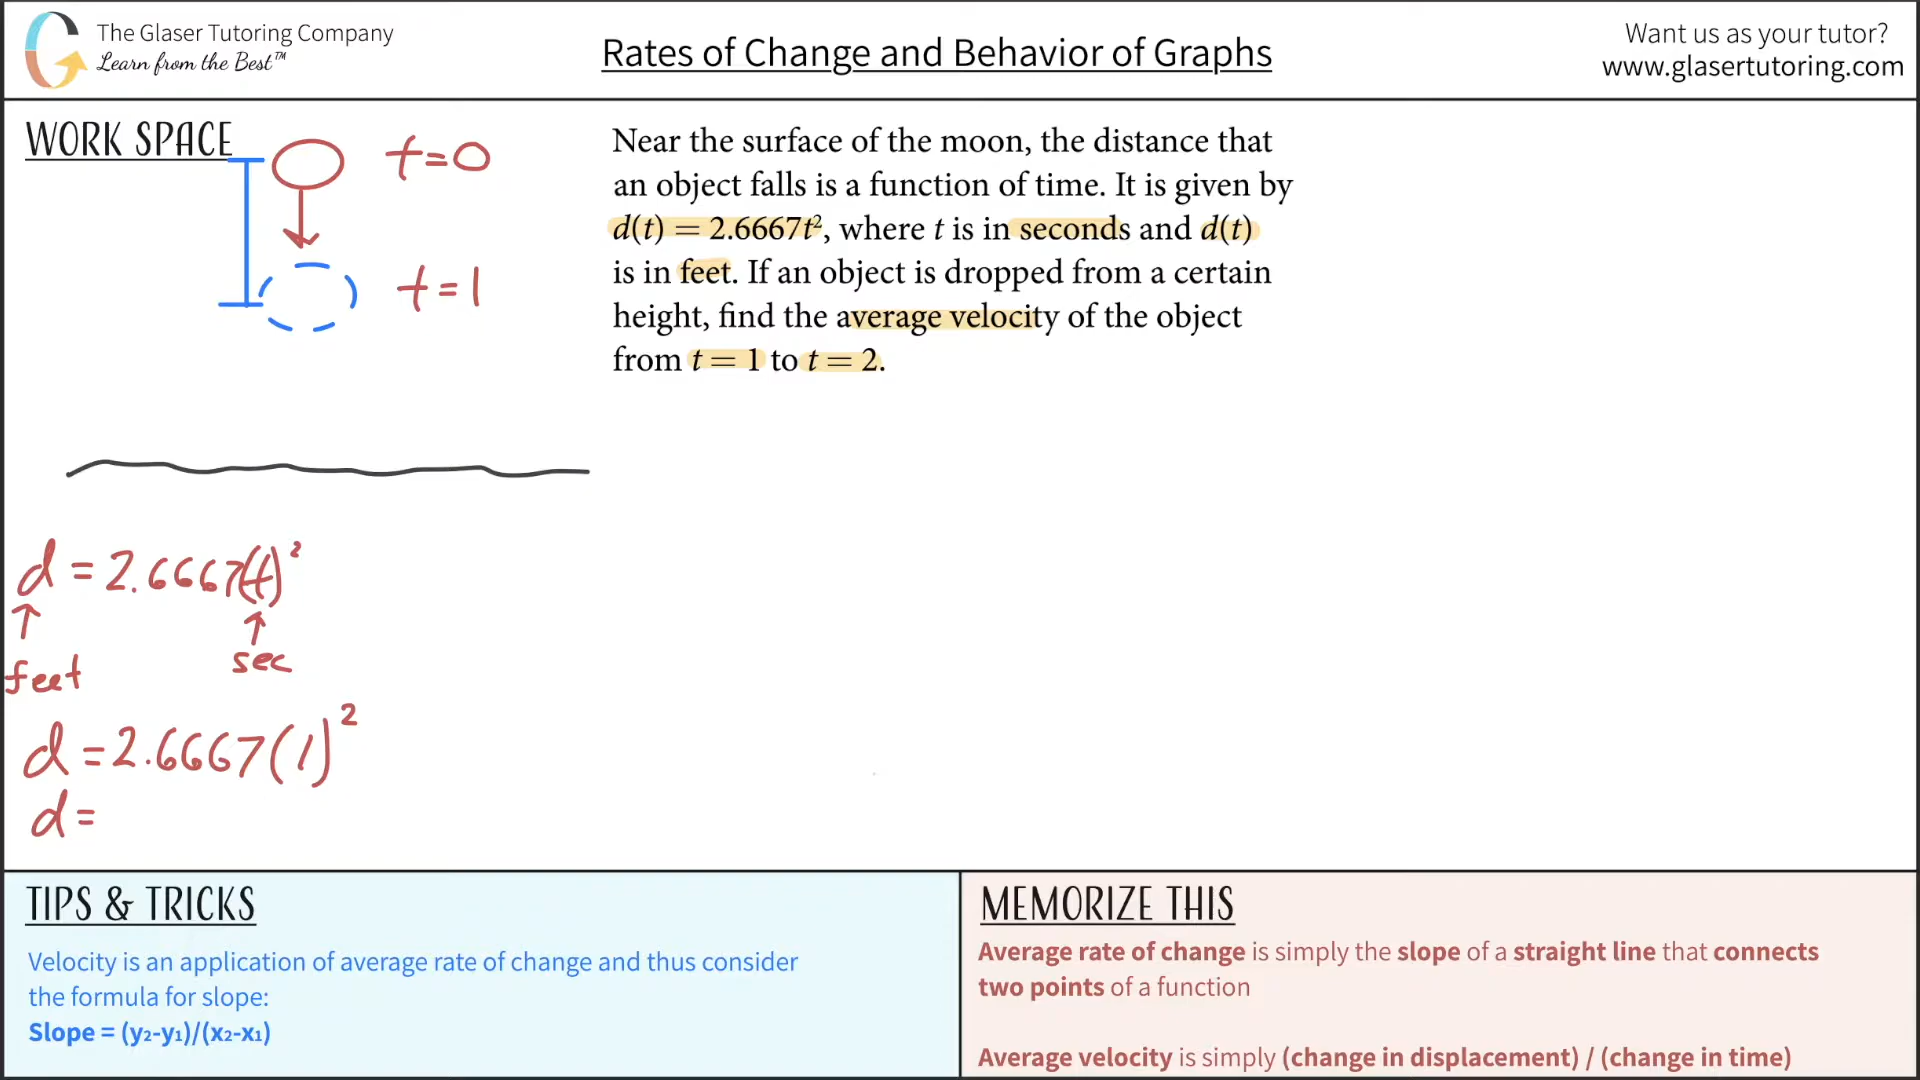 The Glaser Tutoring Company
Learn from the Best™
Rates of Change and Behavior of Graphs
Want us as your tutor?
www.glasertutoring.com
WORK SPACE
t=0
t=1
Near the surface of the moon, the distance that
an object falls is a function of time. It is given by
d(t) = 2.6667t², where t is in seconds and d(t)
is in feet. If an object is dropped from a certain
height, find the average velocity of the object
from t = 1 to t = 2.
d = 2.6667(t)²
↑ ↑
feet sec
d = 2.6667(1)²
d =
TIPS & TRICKS
Velocity is an application of average rate of change and thus consider
the formula for slope:
Slope = (y₂-y₁)/(x₂-x₁)
MEMORIZE THIS
Average rate of change is simply the slope of a straight line that connects
two points of a function
Average velocity is simply (change in displacement) / (change in time)